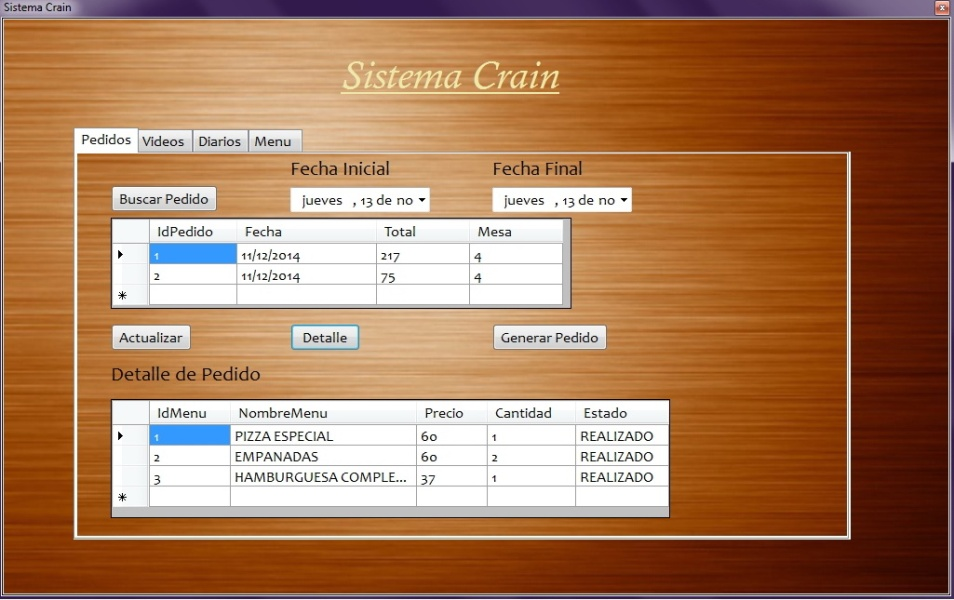 Sistema Crain
Sistema Crain
Pedidos Videos Diarios Menu
Fecha Inicial Fecha Final
Buscar Pedido jueves , 13 de no jueves , 13 de no
IdPedido Fecha Total Mesa
1 11/12/2014 217 4
2 11/12/2014 75 4
Actualizar Detalle Generar Pedido
Detalle de Pedido
IdMenu NombreMenu Precio Cantidad Estado
1 PIZZA ESPECIAL 60 1 REALIZADO
2 EMPANADAS 60 2 REALIZADO
3 HAMBURGUESA COMPLE... 37 1 REALIZADO